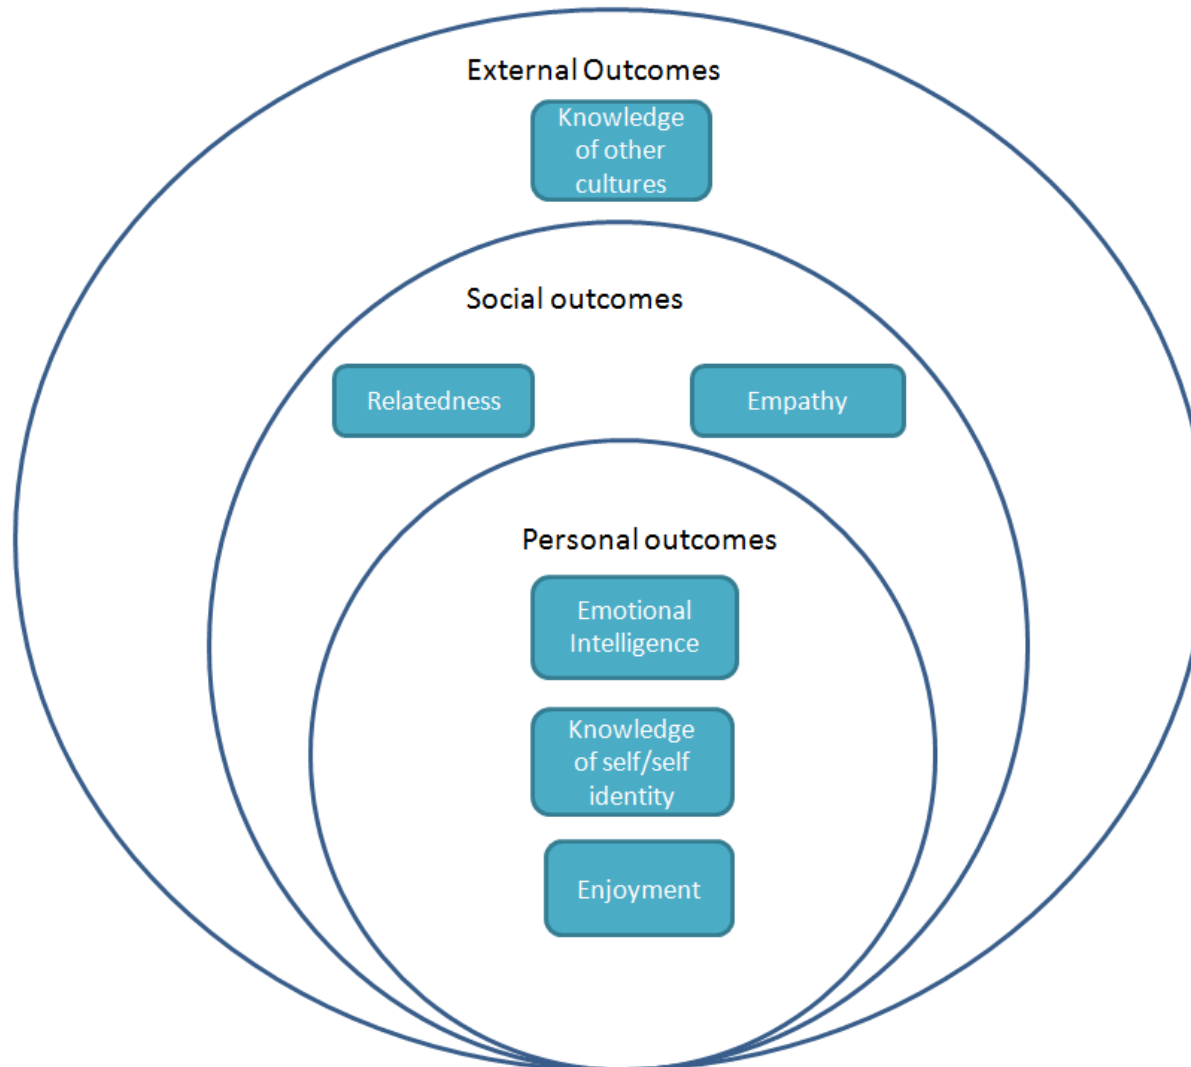 External Outcomes
Knowledge
of other
cultures
Social outcomes
Relatedness
Empathy
Personal outcomes
Emotional
Intelligence
Knowledge
of self/self
identity
Enjoyment